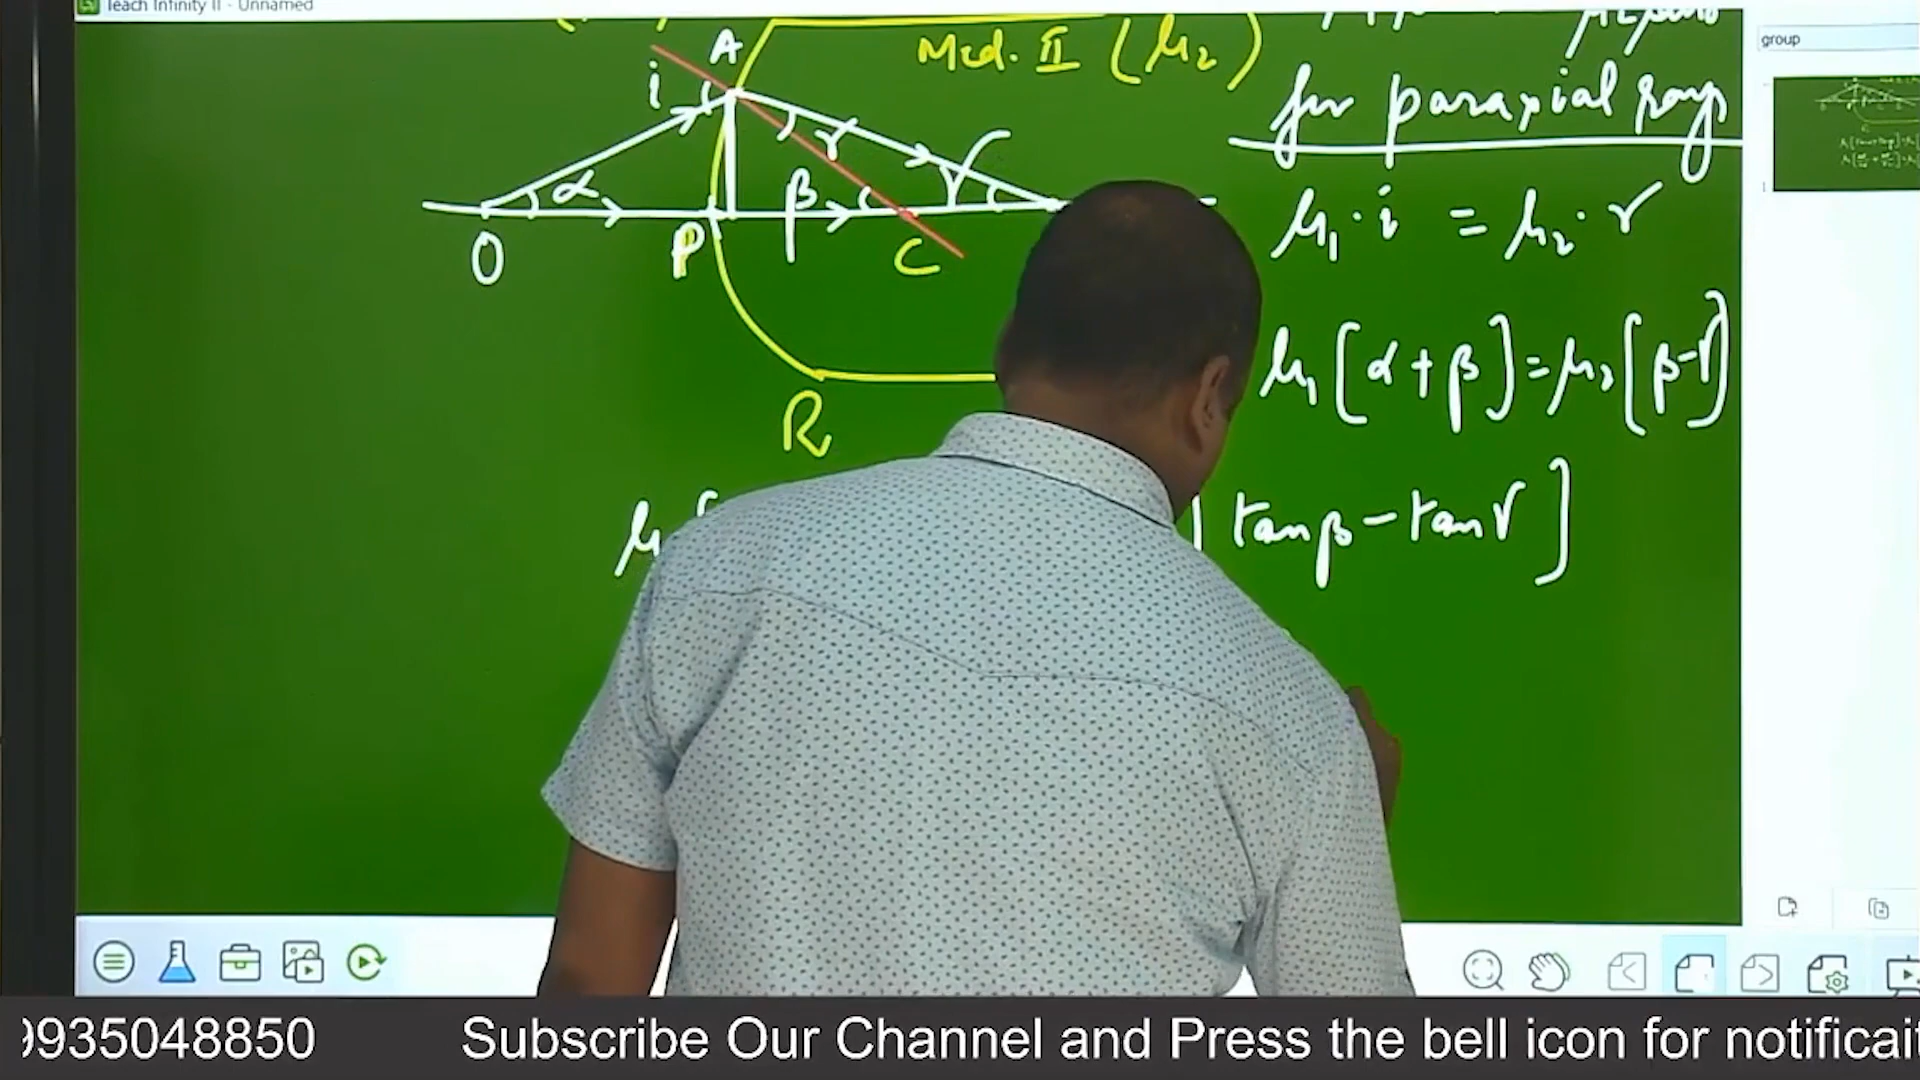 Teach Infinity II - Unnamed
group
A
Med. II (μ₂)
for paraxial rays
i
r
α
β
γ
O
P
C
R
μ₁ · i = μ₂ · r
μ₁ [α + β] = μ₂ [β - γ]
μ
[tanβ - tanγ]
9935048850 Subscribe Our Channel and Press the bell icon for notificait